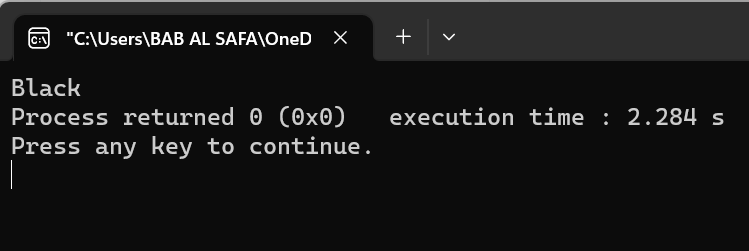 "C:\Users\BAB AL SAFA\OneD
Black
Process returned 0 (0x0)   execution time : 2.284 s
Press any key to continue.